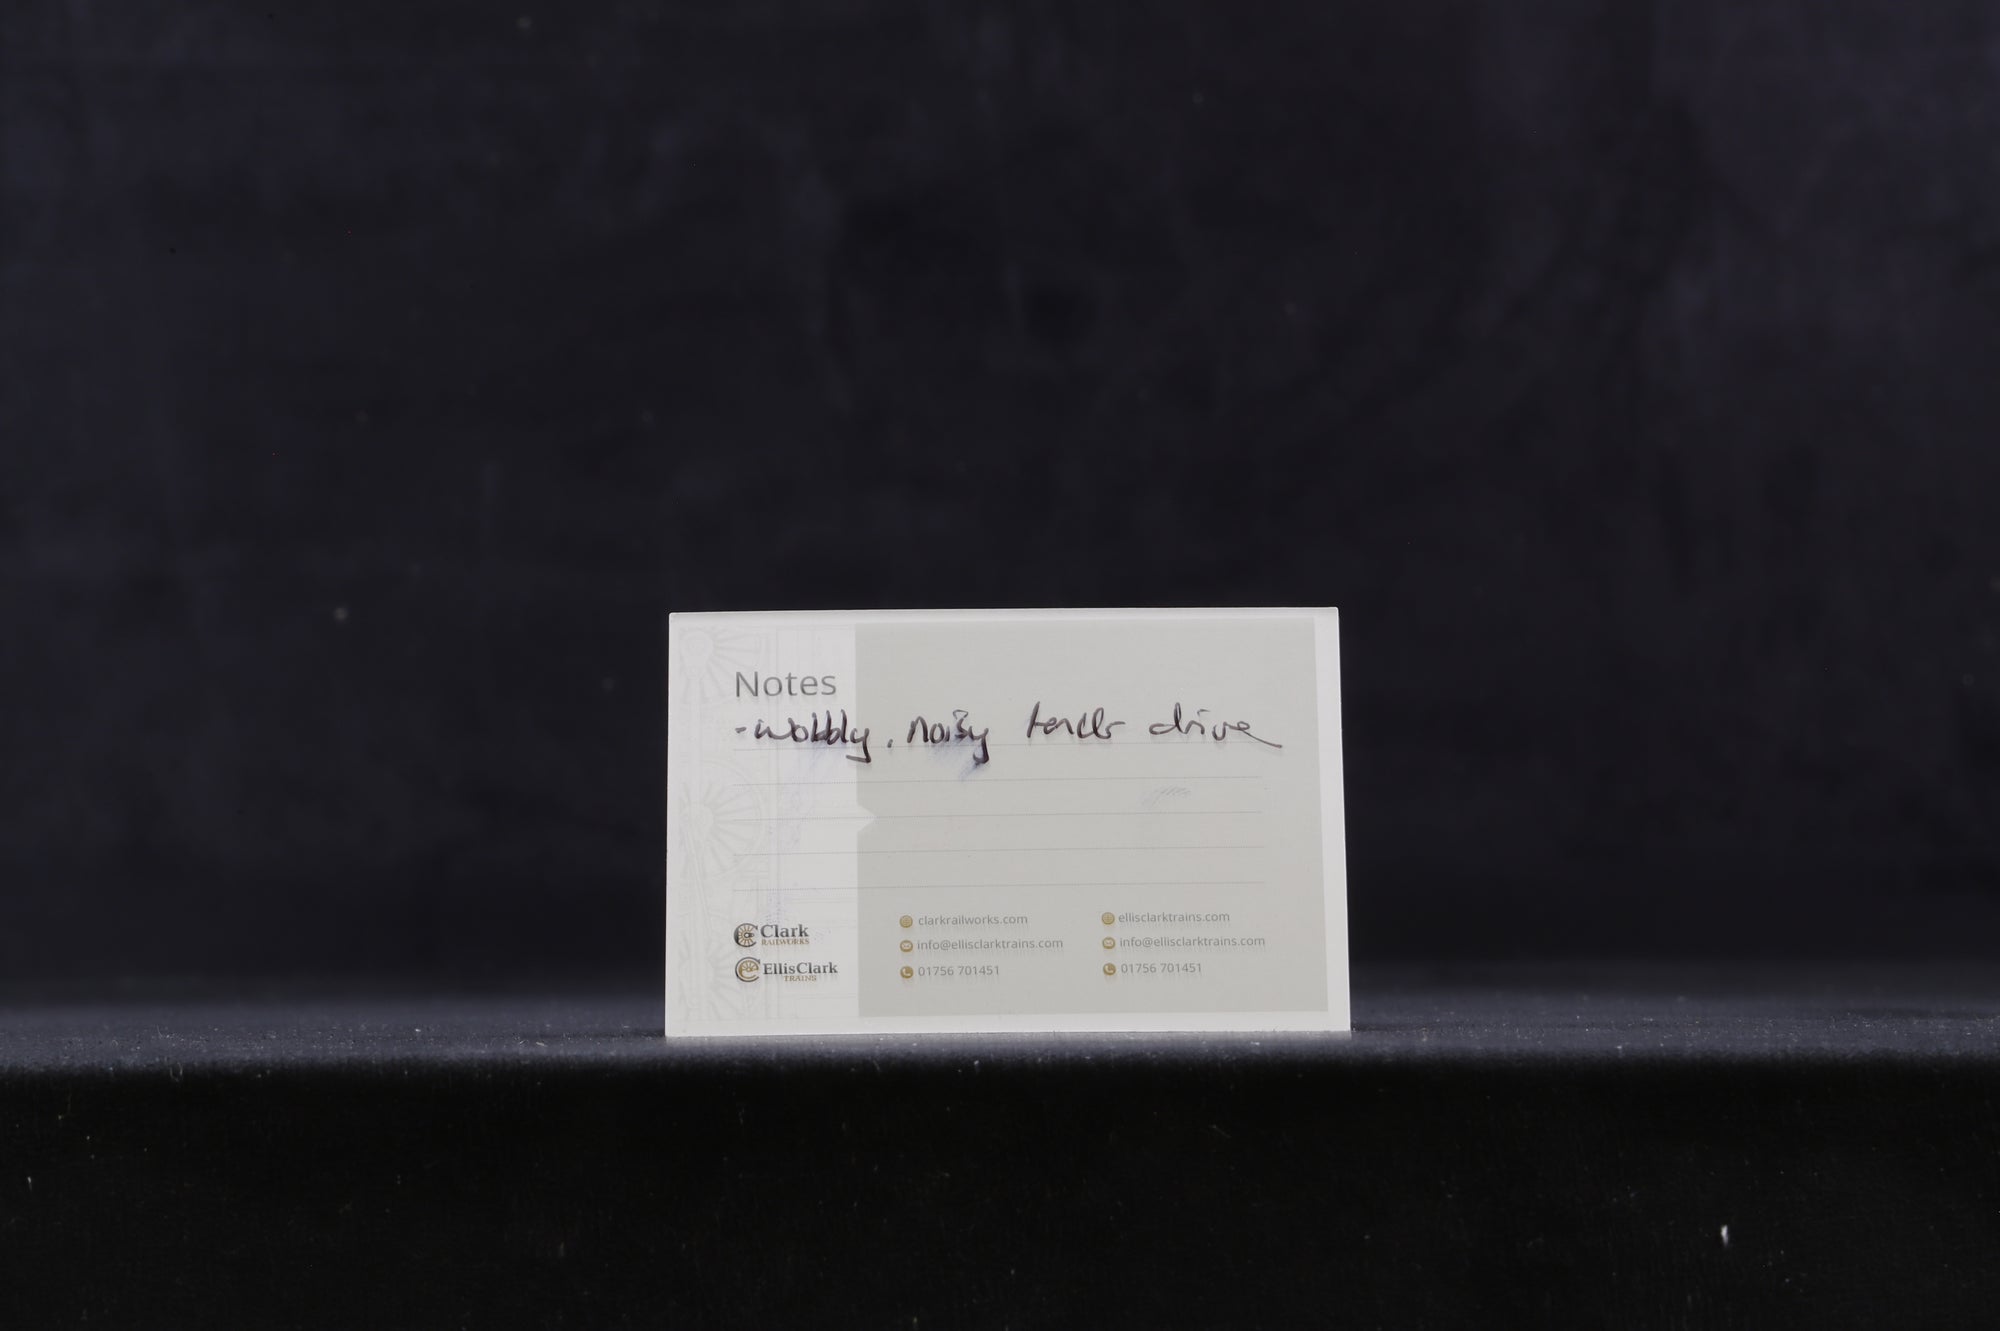 Notes
- wobbly, noisy tender drive
Clark
RAILWORKS
EllisClark
TRAINS
clarkrailworks.com
info@ellisclarktrains.com
01756 701451
ellisclarktrains.com
info@ellisclarktrains.com
01756 701451